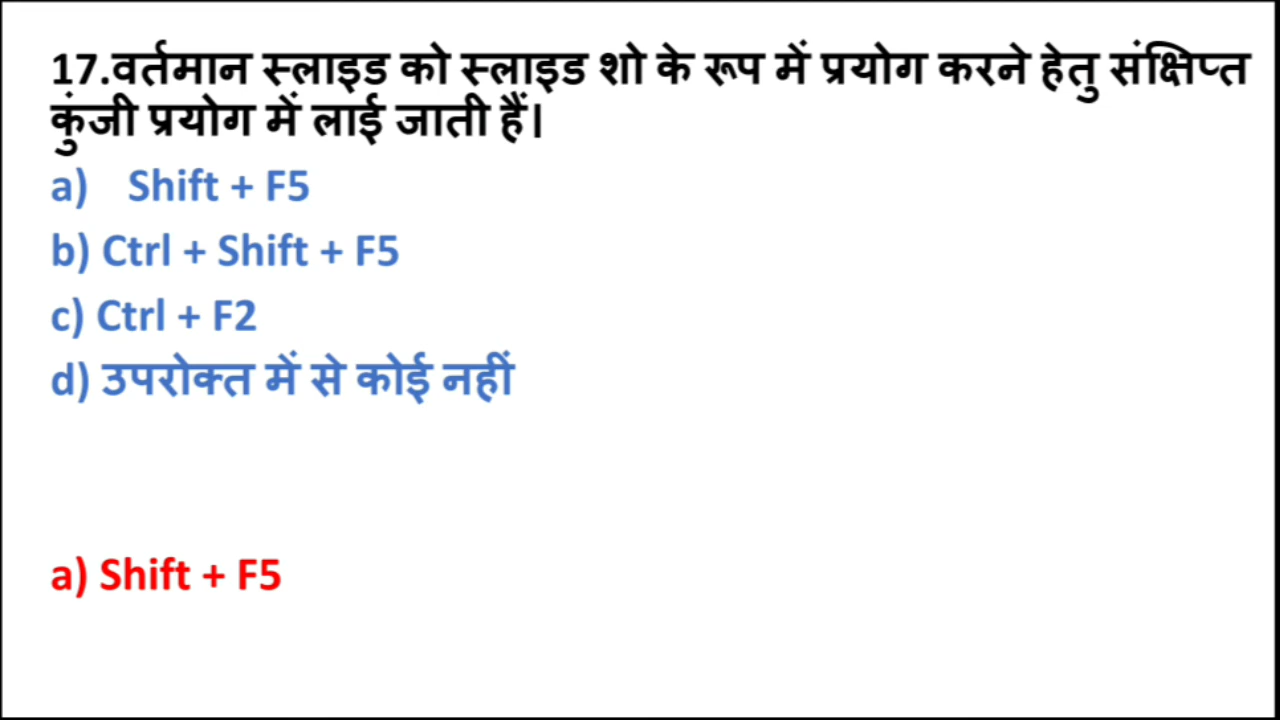 17.वर्तमान स्लाइड को स्लाइड शो के रूप में प्रयोग करने हेतु संक्षिप्त
कुंजी प्रयोग में लाई जाती हैं।
a) Shift + F5
b) Ctrl + Shift + F5
c) Ctrl + F2
d) उपरोक्त में से कोई नहीं
a) Shift + F5